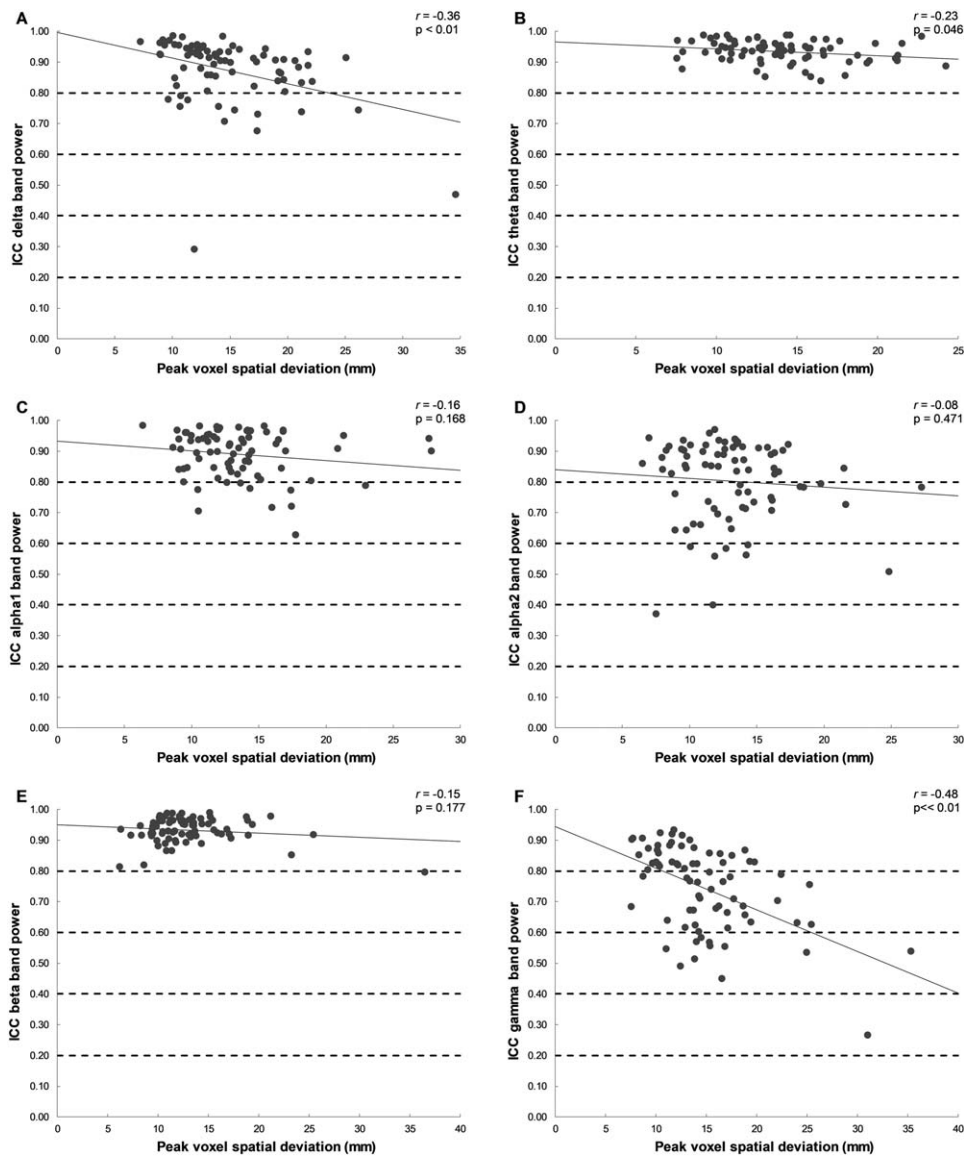 A
r = -0.36
p < 0.01
1.00
0.90
0.80
0.70
0.60
0.50
0.40
0.30
0.20
0.10
0.00
ICC delta band power
0 5 10 15 20 25 30 35
Peak voxel spatial deviation (mm)
B
r = -0.23
p = 0.046
1.00
0.90
0.80
0.70
0.60
0.50
0.40
0.30
0.20
0.10
0.00
ICC theta band power
0 5 10 15 20 25
Peak voxel spatial deviation (mm)
C
r = -0.16
p = 0.168
1.00
0.90
0.80
0.70
0.60
0.50
0.40
0.30
0.20
0.10
0.00
ICC alpha1 band power
0 5 10 15 20 25 30
Peak voxel spatial deviation (mm)
D
r = -0.08
p = 0.471
1.00
0.90
0.80
0.70
0.60
0.50
0.40
0.30
0.20
0.10
0.00
ICC alpha2 band power
0 5 10 15 20 25 30
Peak voxel spatial deviation (mm)
E
r = -0.15
p = 0.177
1.00
0.90
0.80
0.70
0.60
0.50
0.40
0.30
0.20
0.10
0.00
ICC beta band power
0 5 10 15 20 25 30 35 40
Peak voxel spatial deviation (mm)
F
r = -0.48
p<< 0.01
1.00
0.90
0.80
0.70
0.60
0.50
0.40
0.30
0.20
0.10
0.00
ICC gamma band power
0 5 10 15 20 25 30 35 40
Peak voxel spatial deviation (mm)